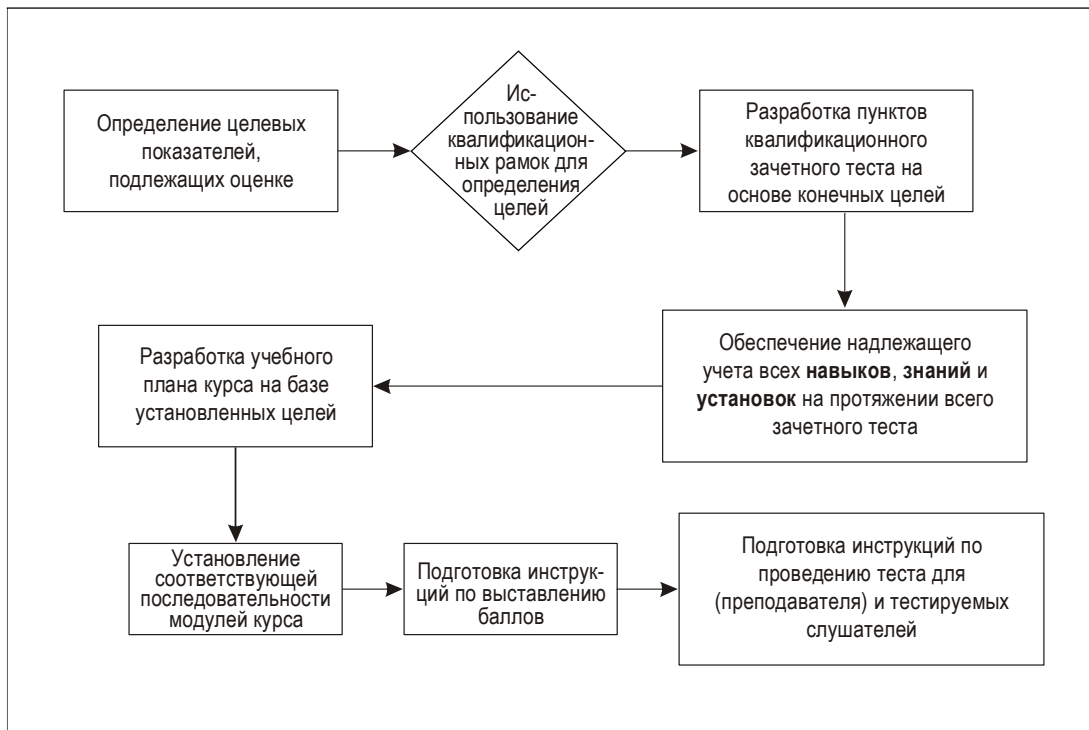 Определение целевых
показателей,
подлежащих оценке
Ис-
пользование
квалификацион-
ных рамок для
определения
целей
Разработка пунктов
квалификационного
зачетного теста на
основе конечных целей
Обеспечение надлежащего
учета всех навыков, знаний и
установок на протяжении всего
зачетного теста
Разработка учебного
плана курса на базе
установленных целей
Установление
соответствующей
последовательности
модулей курса
Подготовка инструк-
ций по выставлению
баллов
Подготовка инструкций по
проведению теста для
(преподавателя) и тестируемых
слушателей